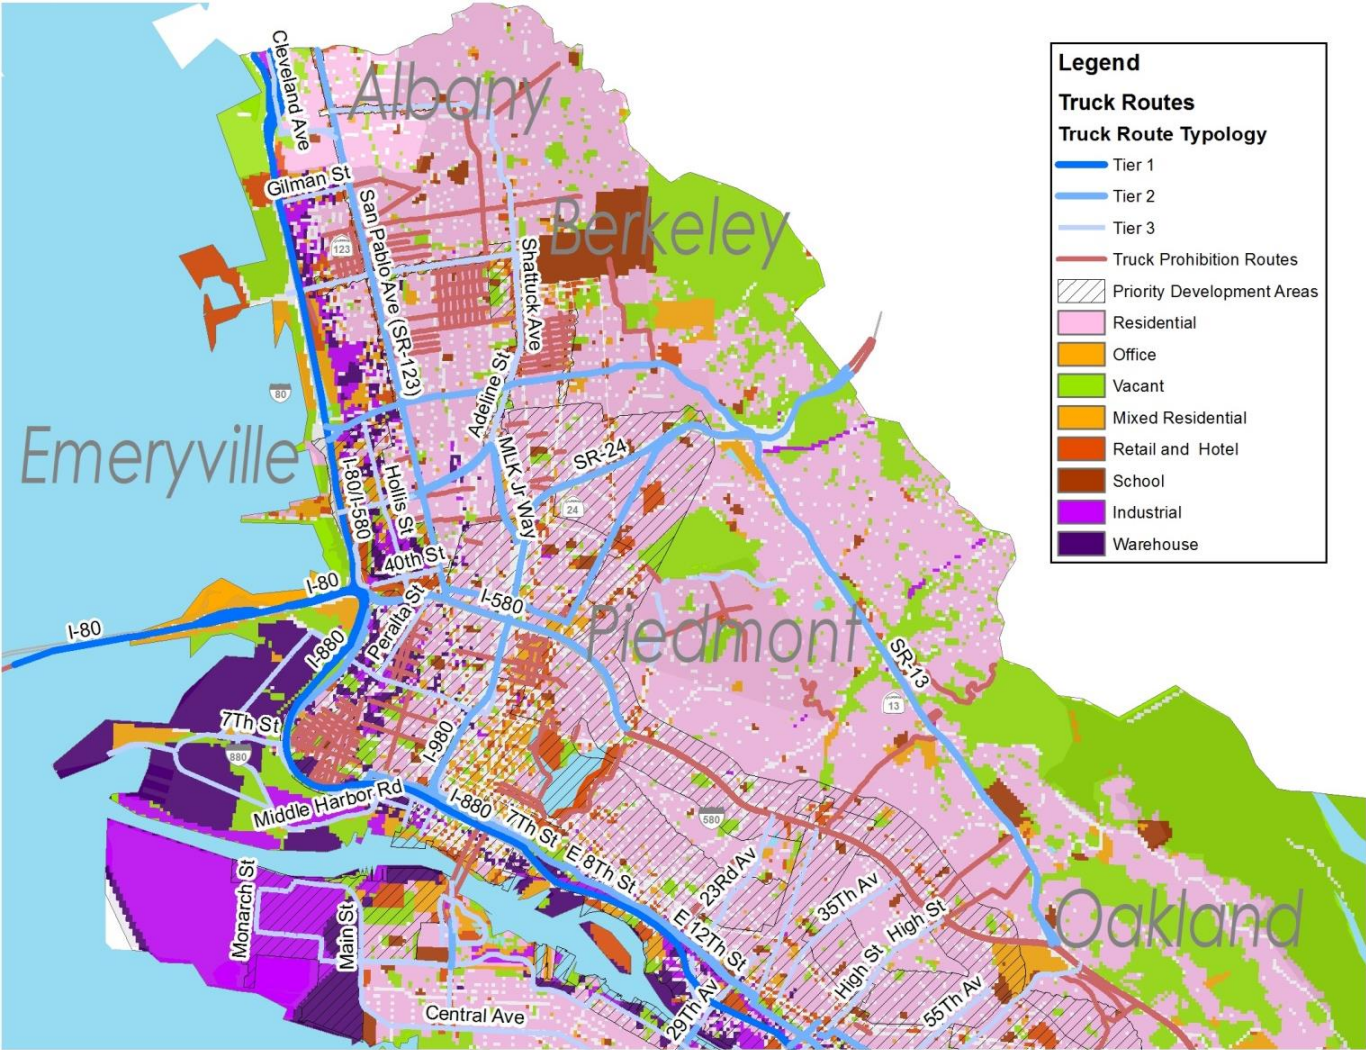 Cleveland Ave
Albany
Legend
Truck Routes
Truck Route Typology
Tier 1
Tier 2
Tier 3
Truck Prohibition Routes
Priority Development Areas
Residential
Office
Vacant
Mixed Residential
Retail and Hotel
School
Industrial
Warehouse
Gilman St
Berkeley
123
San Pablo Ave (SR-123)
Shattuck Ave
80
Adeline St
Emeryville
I-80/I-580
Hollis St
MLK Jr Way
SR-24
24
40th St
I-80
I-80
I-580
Peralta St
Piedmont
I-880
SR-13
13
7Th St
880
I-980
Middle Harbor Rd
I-880
7Th St
580
E 8Th St
Monarch St
Main St
23Rd Av
35Th Av
High St
Oakland
E 12Th St
High St
Central Ave
29Th Av
55Th Av